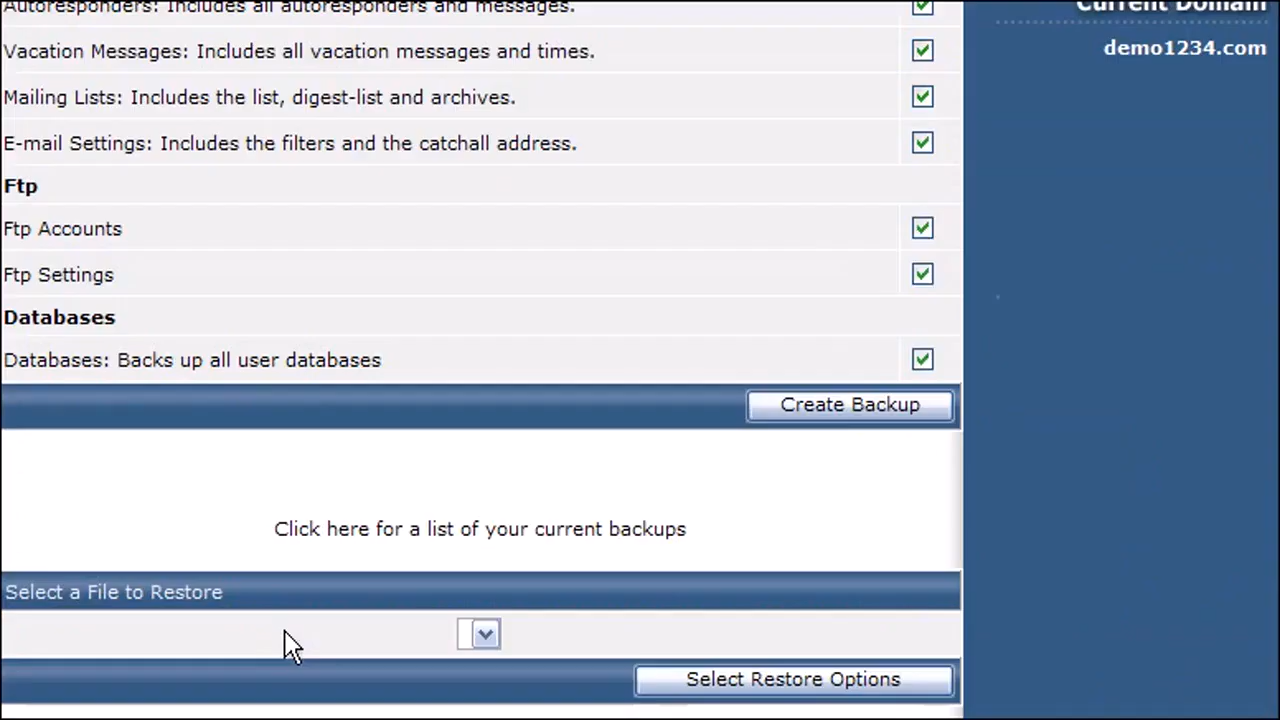 Autoresponders: Includes all autoresponders and messages.
Current Domain
Vacation Messages: Includes all vacation messages and times.
demo1234.com
Mailing Lists: Includes the list, digest-list and archives.
E-mail Settings: Includes the filters and the catchall address.
Ftp
Ftp Accounts
Ftp Settings
Databases
Databases: Backs up all user databases
Create Backup
Click here for a list of your current backups
Select a File to Restore
Select Restore Options